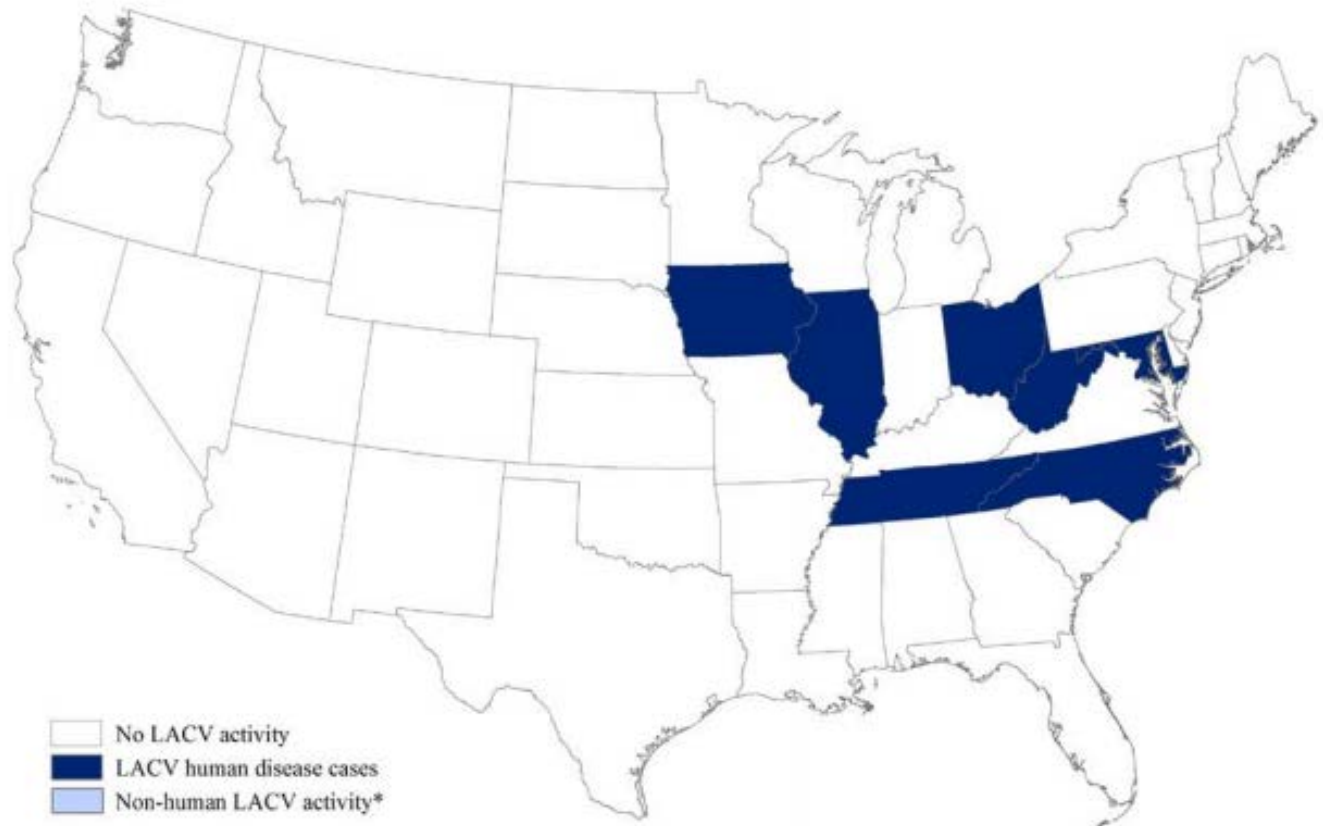 No LACV activity
LACV human disease cases
Non-human LACV activity*